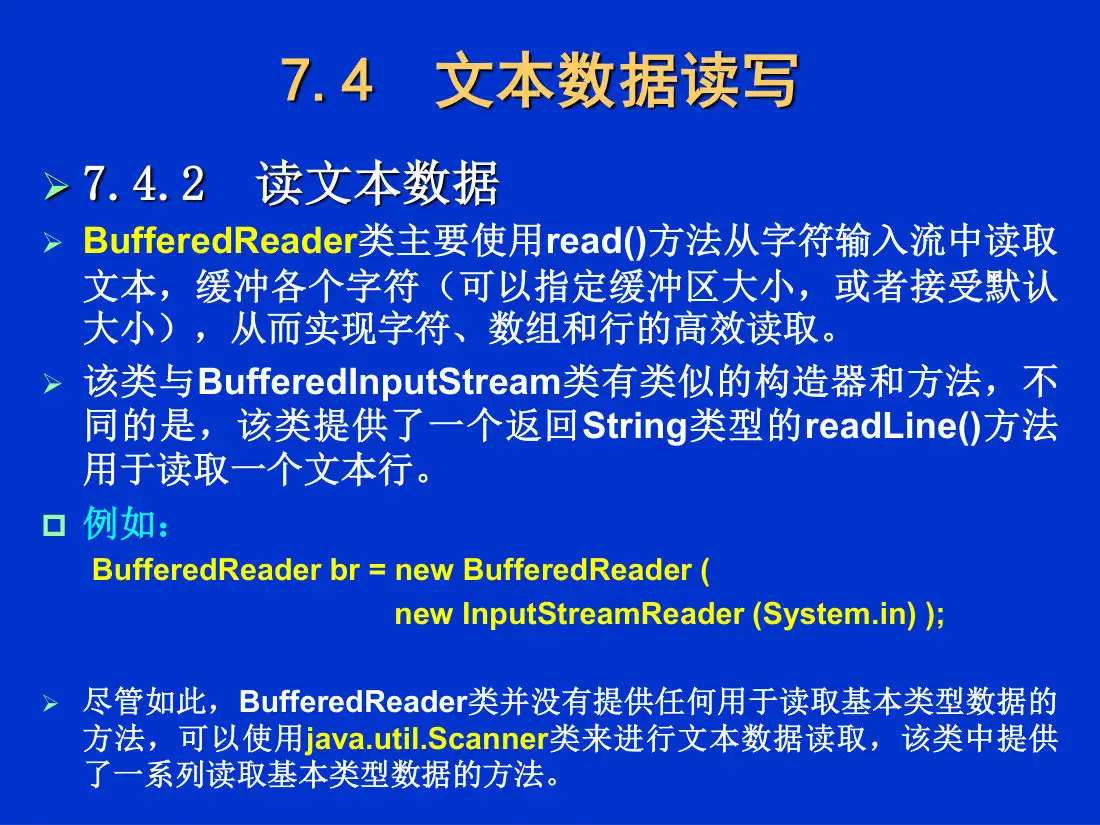 7.4 文本数据读写
7.4.2 读文本数据
BufferedReader类主要使用read()方法从字符输入流中读取
文本，缓冲各个字符（可以指定缓冲区大小，或者接受默认
大小），从而实现字符、数组和行的高效读取。
该类与BufferedInputStream类有类似的构造器和方法，不
同的是，该类提供了一个返回String类型的readLine()方法
用于读取一个文本行。
例如：
BufferedReader br = new BufferedReader (
new InputStreamReader (System.in) );
尽管如此，BufferedReader类并没有提供任何用于读取基本类型数据的
方法，可以使用java.util.Scanner类来进行文本数据读取，该类中提供
了一系列读取基本类型数据的方法。